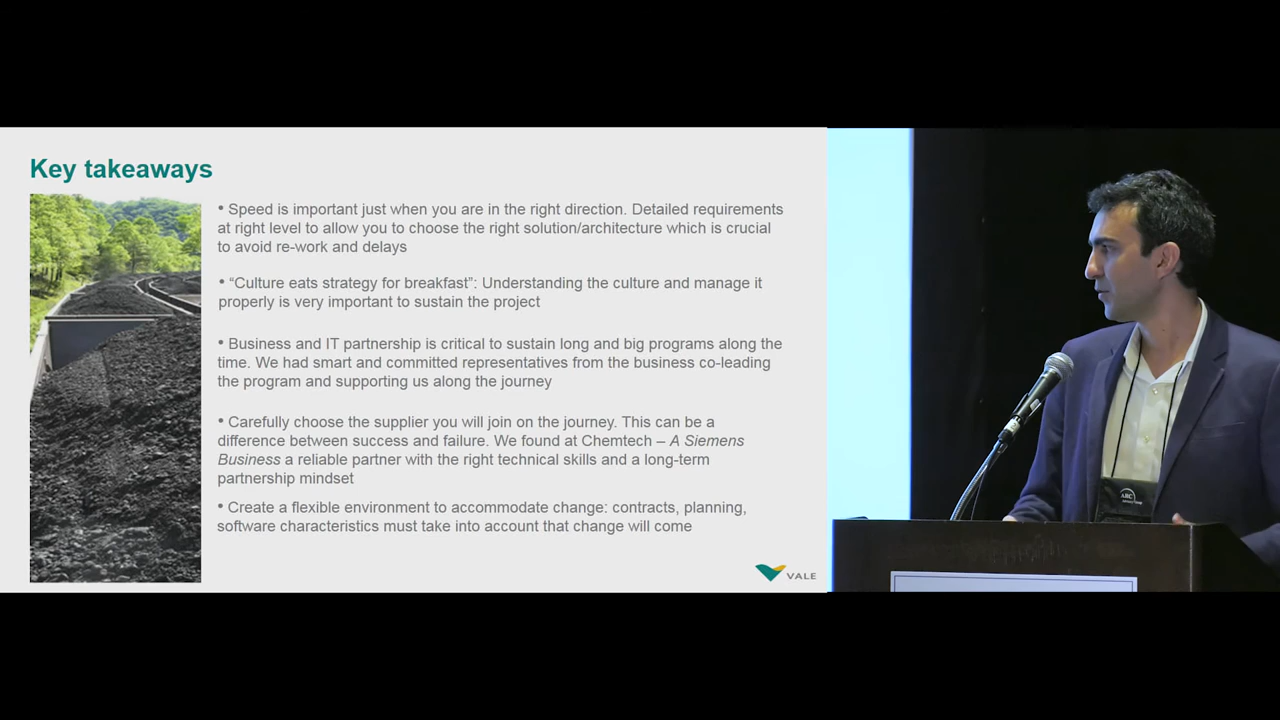 Key takeaways
• Speed is important just when you are in the right direction. Detailed requirements
at right level to allow you to choose the right solution/architecture which is crucial
to avoid re-work and delays
• “Culture eats strategy for breakfast”: Understanding the culture and manage it
properly is very important to sustain the project
• Business and IT partnership is critical to sustain long and big programs along the
time. We had smart and committed representatives from the business co-leading
the program and supporting us along the journey
• Carefully choose the supplier you will join on the journey. This can be a
difference between success and failure. We found at Chemtech – A Siemens
Business a reliable partner with the right technical skills and a long-term
partnership mindset
• Create a flexible environment to accommodate change: contracts, planning,
software characteristics must take into account that change will come
VALE
ARC